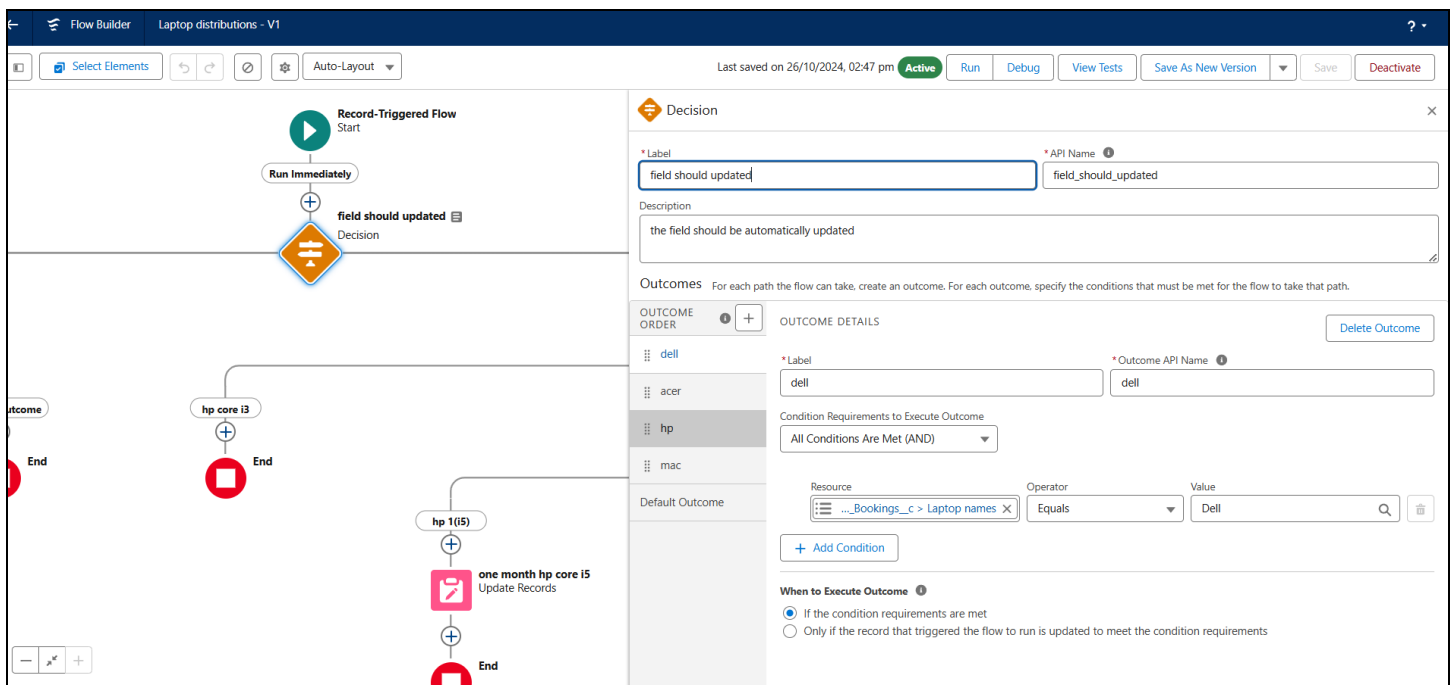 Flow Builder Laptop distributions - V1 ?
Select Elements Auto-Layout Last saved on 26/10/2024, 02:47 pm Active Run Debug View Tests Save As New Version Save Deactivate
Record-Triggered Flow
Start
Run Immediately
field should updated
Decision
utcome
End
hp core i3
End
hp 1(i5)
one month hp core i5
Update Records
End
Decision
* Label * API Name
field should updated field_should_updated
Description
the field should be automatically updated
Outcomes For each path the flow can take, create an outcome. For each outcome, specify the conditions that must be met for the flow to take that path.
OUTCOME
ORDER
dell
acer
hp
mac
Default Outcome
OUTCOME DETAILS Delete Outcome
* Label * Outcome API Name
dell dell
Condition Requirements to Execute Outcome
All Conditions Are Met (AND)
Resource Operator Value
..._Bookings__c > Laptop names Equals Dell
+ Add Condition
When to Execute Outcome
If the condition requirements are met
Only if the record that triggered the flow to run is updated to meet the condition requirements